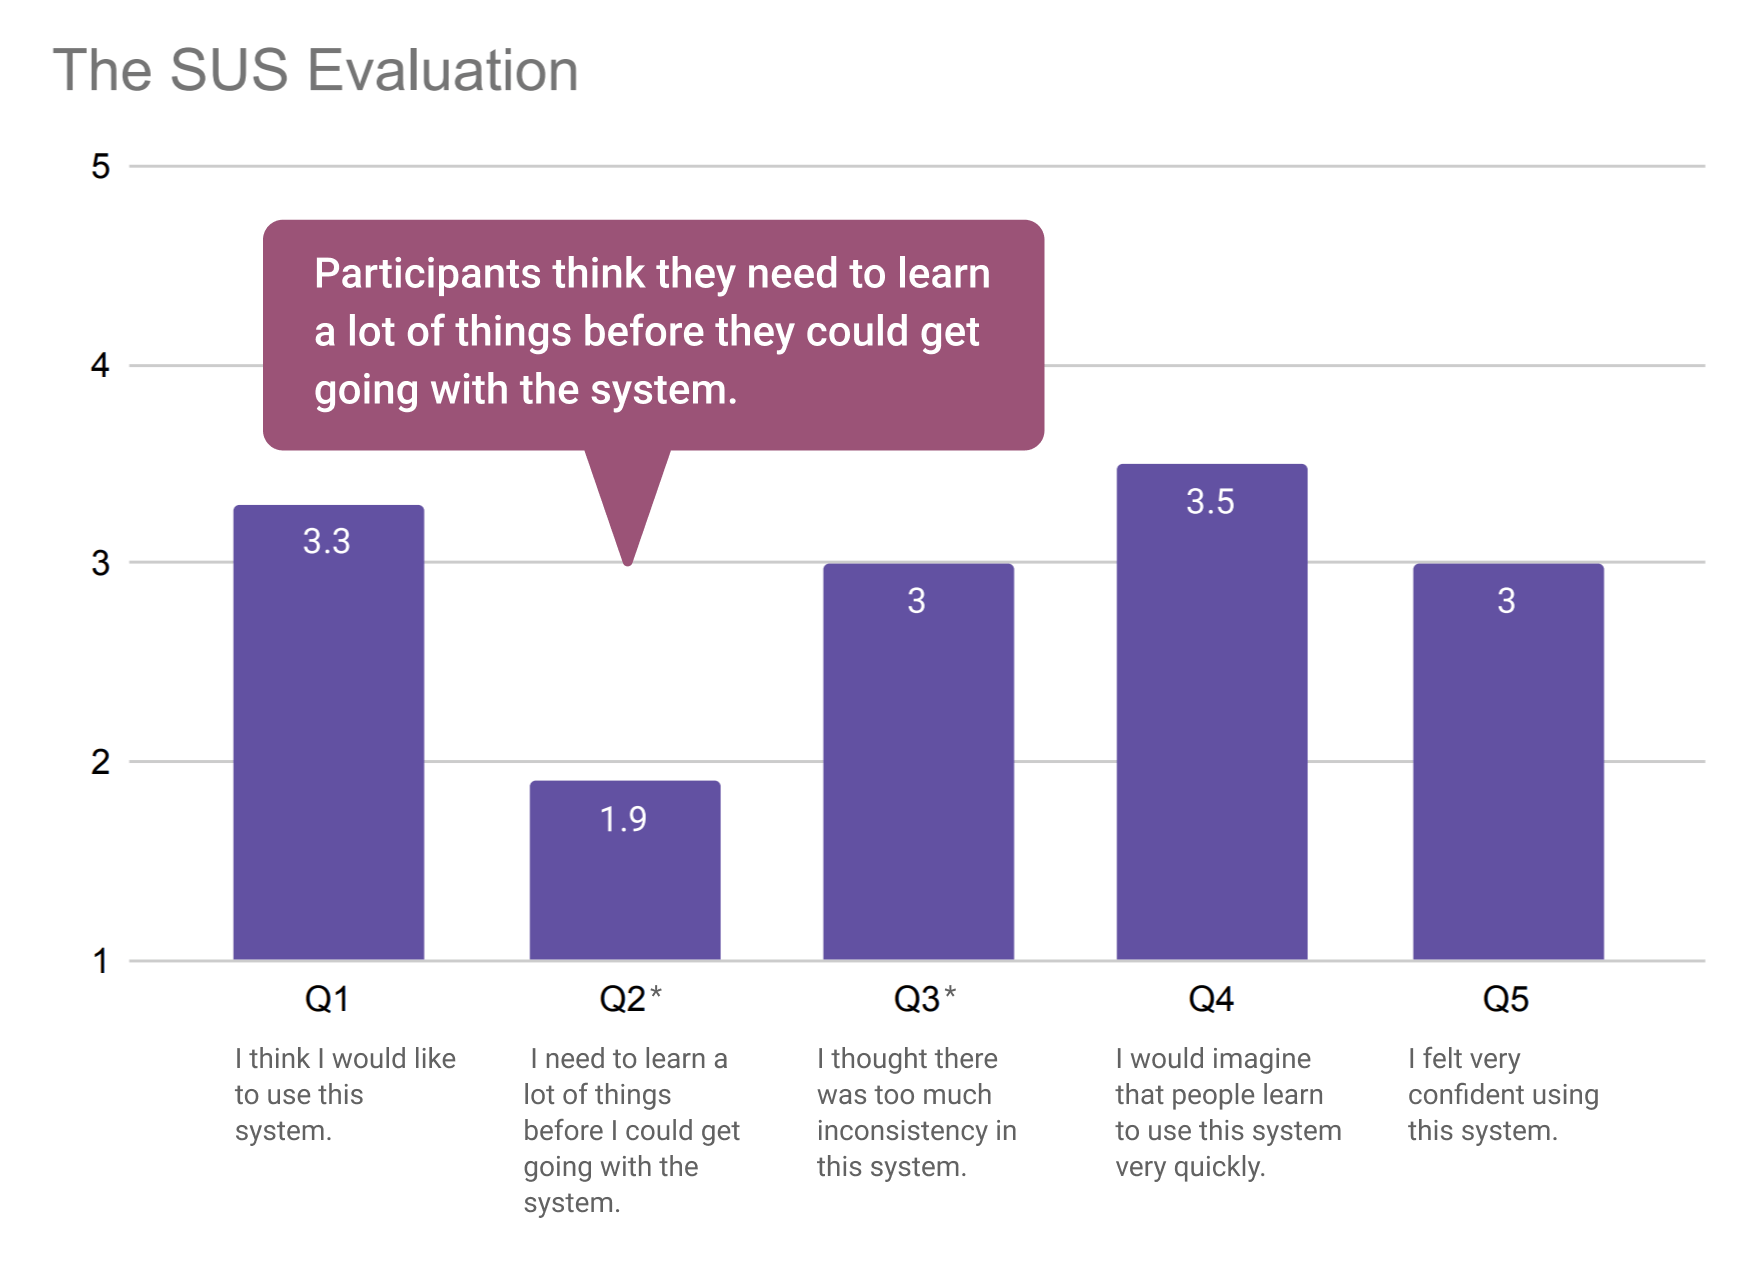 The SUS Evaluation
5
Participants think they need to learn
a lot of things before they could get
going with the system.
4
3
2
1
3.3
1.9
3
3.5
3
Q1
Q2*
Q3*
Q4
Q5
I think I would like
to use this
system.
I need to learn a
lot of things
before I could get
going with the
system.
I thought there
was too much
inconsistency in
this system.
I would imagine
that people learn
to use this system
very quickly.
I felt very
confident using
this system.